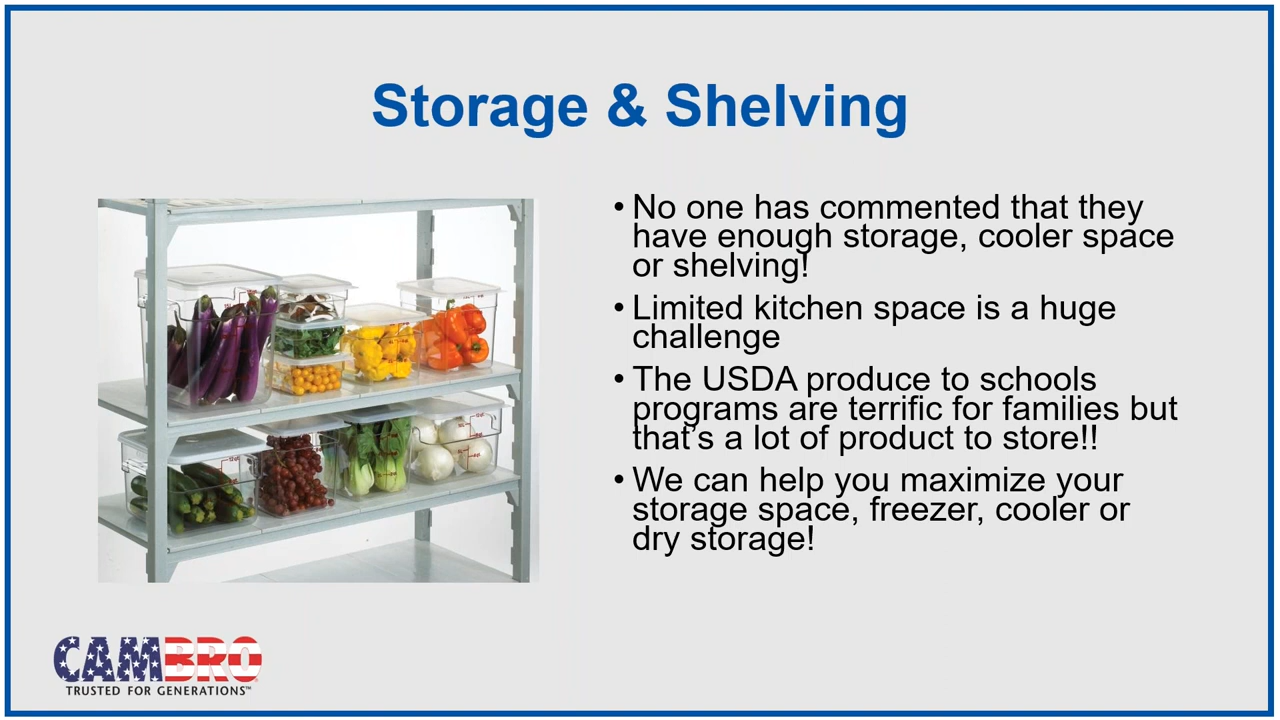 Storage & Shelving
• No one has commented that they
have enough storage, cooler space
or shelving!
• Limited kitchen space is a huge
challenge
• The USDA produce to schools
programs are terrific for families but
that's a lot of product to store!!
• We can help you maximize your
storage space, freezer, cooler or
dry storage!
CAMBRO
TRUSTED FOR GENERATIONS™